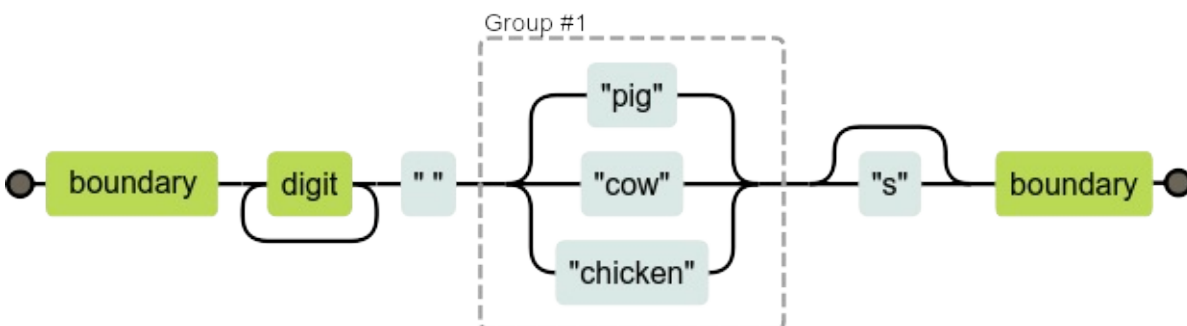 Group #1
"pig"
boundary digit " " "cow" "s" boundary
"chicken"